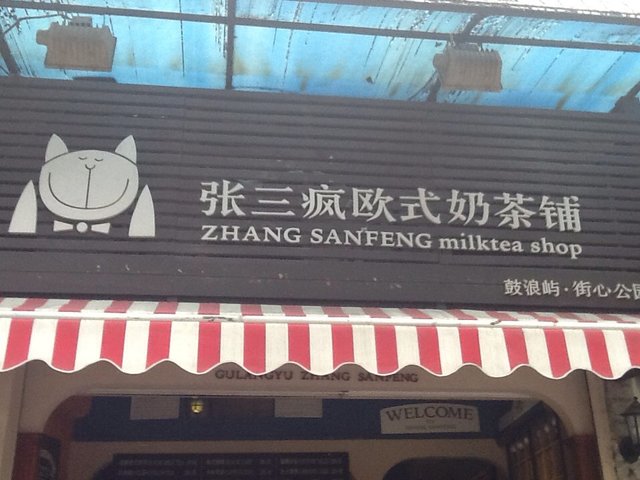 张三疯欧式奶茶铺
ZHANG SANFENG milktea shop
鼓浪屿·街心公园
GULANGYU ZHANG SANFENG
WELCOME